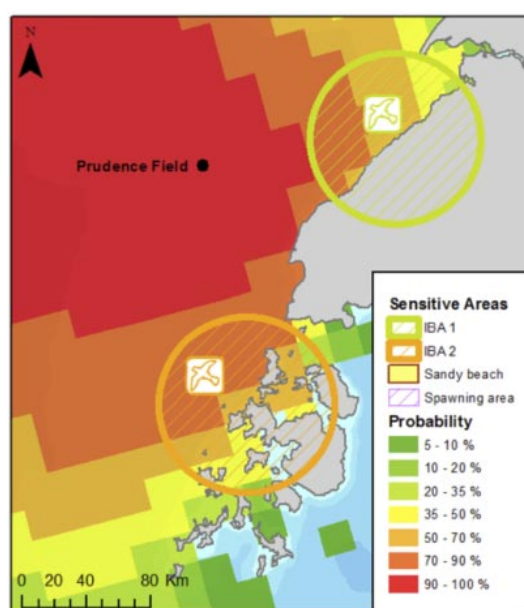 N
Prudence Field
Sensitive Areas
IBA 1
IBA 2
Sandy beach
Spawning area
Probability
5 - 10 %
10 - 20 %
20 - 35 %
35 - 50 %
50 - 70 %
70 - 90 %
90 - 100 %
0 20 40 80 Km